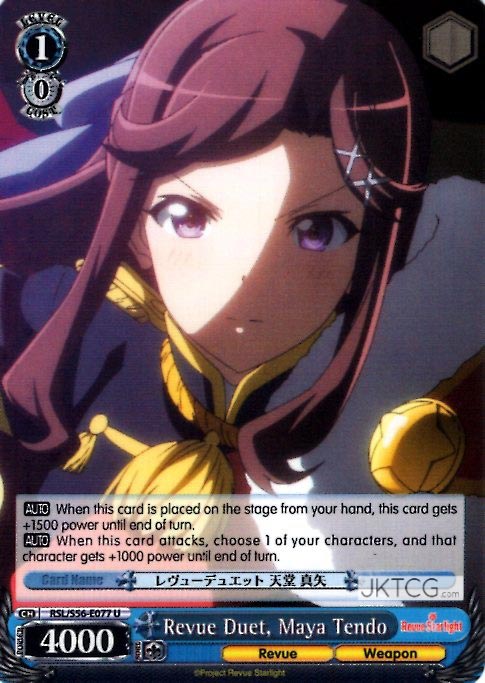 LEVEL
1
0
COST
AUTO When this card is placed on the stage from your hand, this card gets
+1500 power until end of turn.
AUTO When this card attacks, choose 1 of your characters, and that
character gets +1000 power until end of turn.
Card Name
レヴューデュエット 天堂 真矢
JKTCG.com
CH RSL/S56-E077 U
POWER
4000
SOUL
Revue Duet, Maya Tendo
Revue Starlight
Revue
Weapon
©Project Revue Starlight